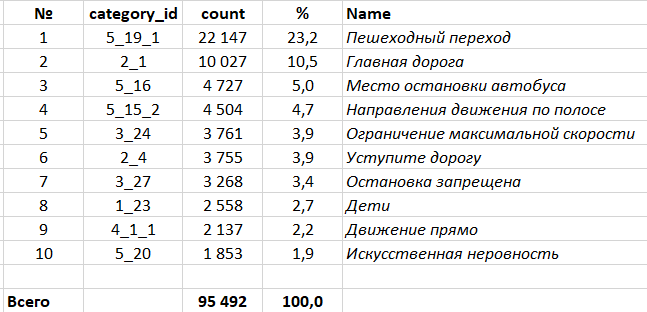 № category_id count % Name
1 5_19_1 22 147 23,2 Пешеходный переход
2 2_1 10 027 10,5 Главная дорога
3 5_16 4 727 5,0 Место остановки автобуса
4 5_15_2 4 504 4,7 Направления движения по полосе
5 3_24 3 761 3,9 Ограничение максимальной скорости
6 2_4 3 755 3,9 Уступите дорогу
7 3_27 3 268 3,4 Остановка запрещена
8 1_23 2 558 2,7 Дети
9 4_1_1 2 137 2,2 Движение прямо
10 5_20 1 853 1,9 Искусственная неровность
Всего 95 492 100,0